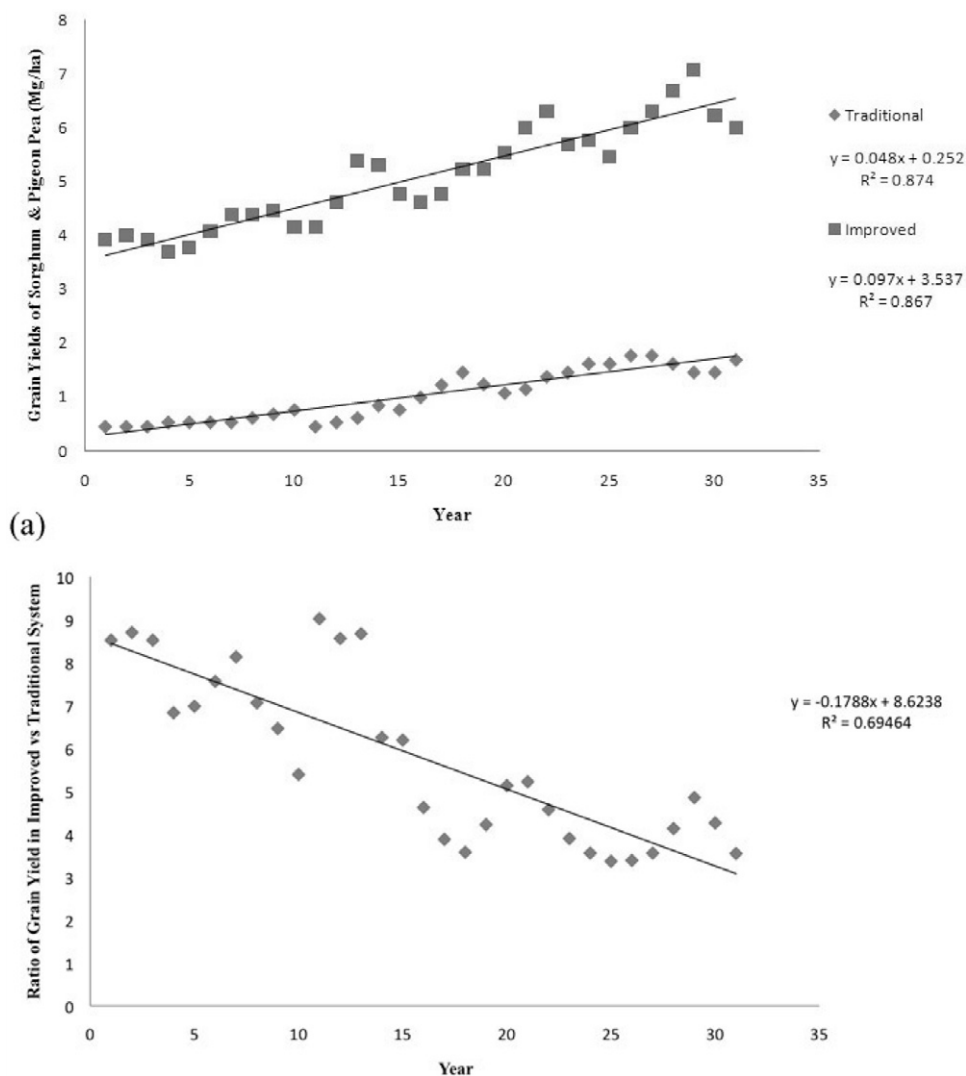 Grain Yields of Sorghum & Pigeon Pea (Mg/ha)
8
7
6
5
4
3
2
1
0
0 5 10 15 20 25 30 35
Year
Traditional
y = 0.048x + 0.252
R² = 0.874
Improved
y = 0.097x + 3.537
R² = 0.867
(a)
Ratio of Grain Yield in Improved vs Traditional System
10
9
8
7
6
5
4
3
2
1
0
0 5 10 15 20 25 30 35
Year
y = -0.1788x + 8.6238
R² = 0.69464